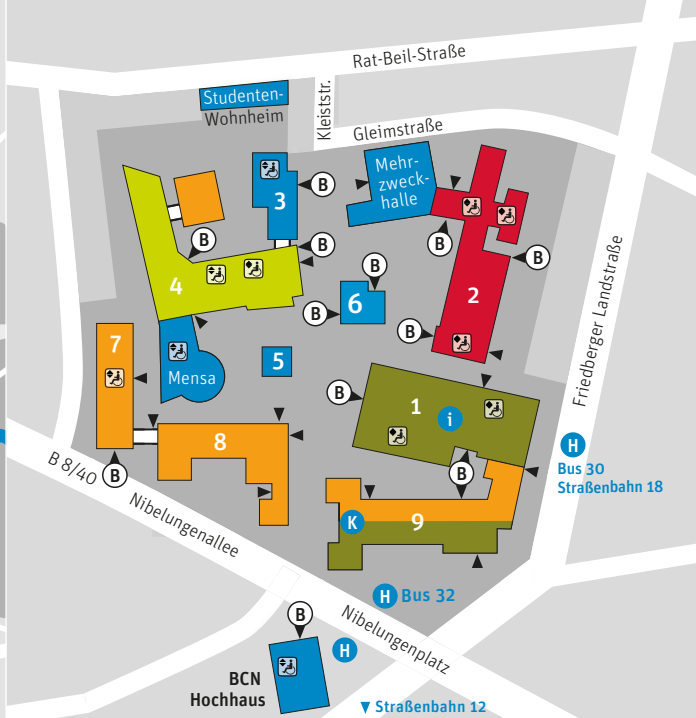 Rat-Beil-Straße
Studenten-
Wohnheim
Kleiststr.
Gleimstraße
Mehr-
zweck-
halle
B
3
B
B
B
B
4
B
6
B
2
B
B
Friedberger Landstraße
7
5
Mensa
B
1
i
8
H
Bus 30
Straßenbahn 18
B 8/40
B
B
Nibelungenallee
K
9
H Bus 32
B
Nibelungenplatz
H
BCN
Hochhaus
Straßenbahn 12